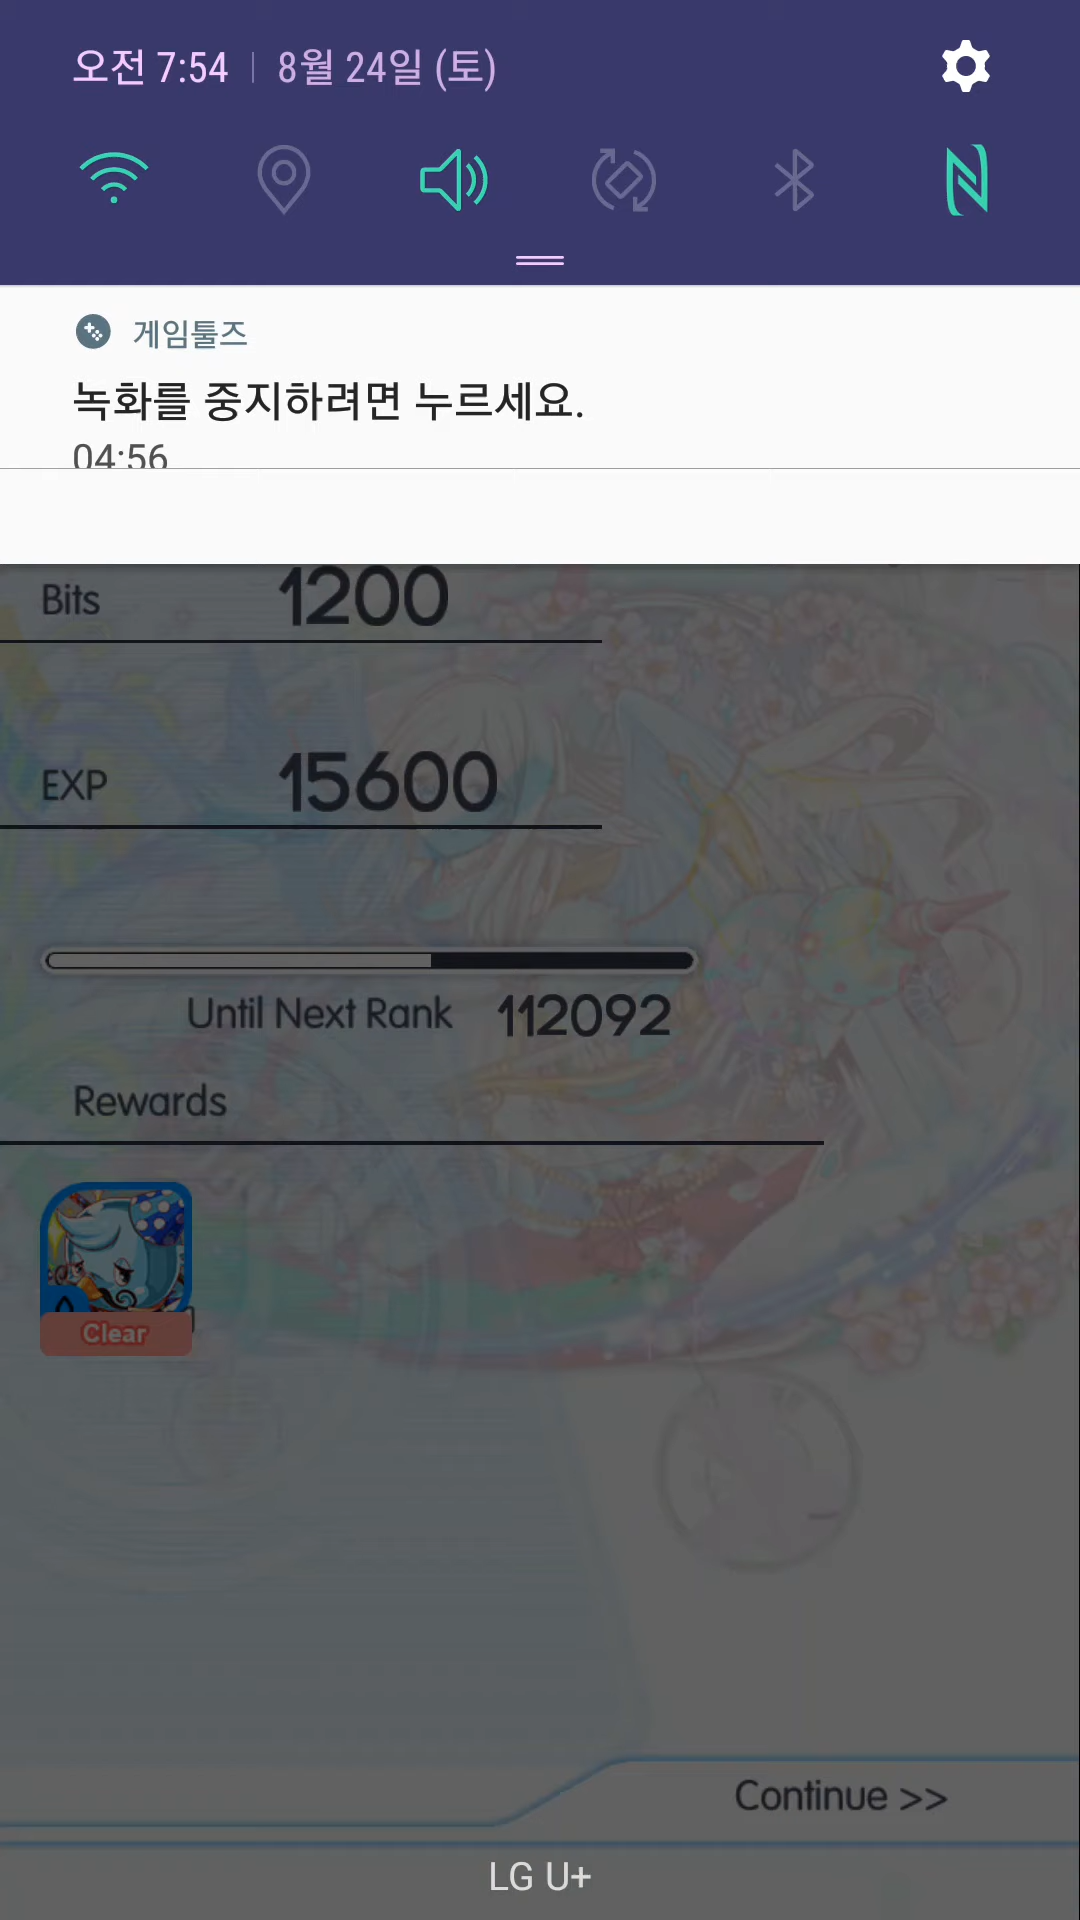 오전 7:54 | 8월 24일 (토)
게임툴즈
녹화를 중지하려면 누르세요.
04:56
Bits 1200
EXP 15600
Until Next Rank 112092
Rewards
Clear
Continue >>
LG U+